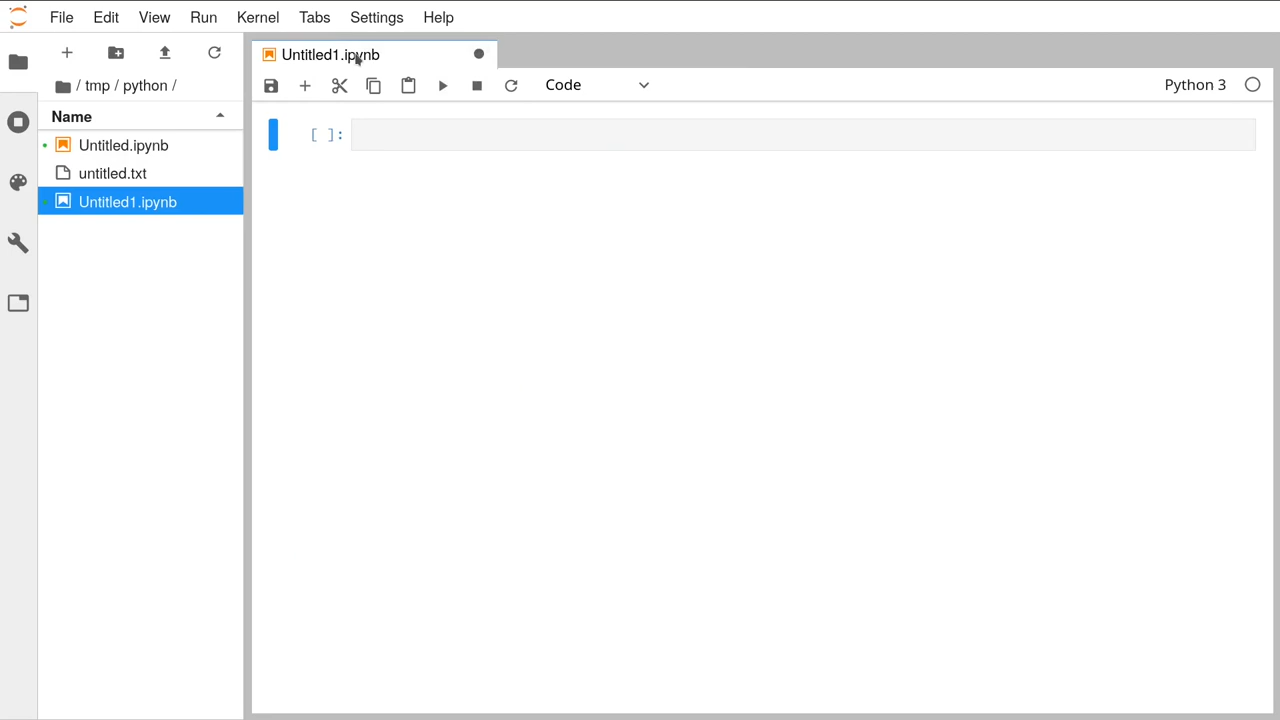 File Edit View Run Kernel Tabs Settings Help
/ tmp / python /
Name
Untitled.ipynb
untitled.txt
Untitled1.ipynb
Untitled1.ipynb
Code
Python 3
[ ]: